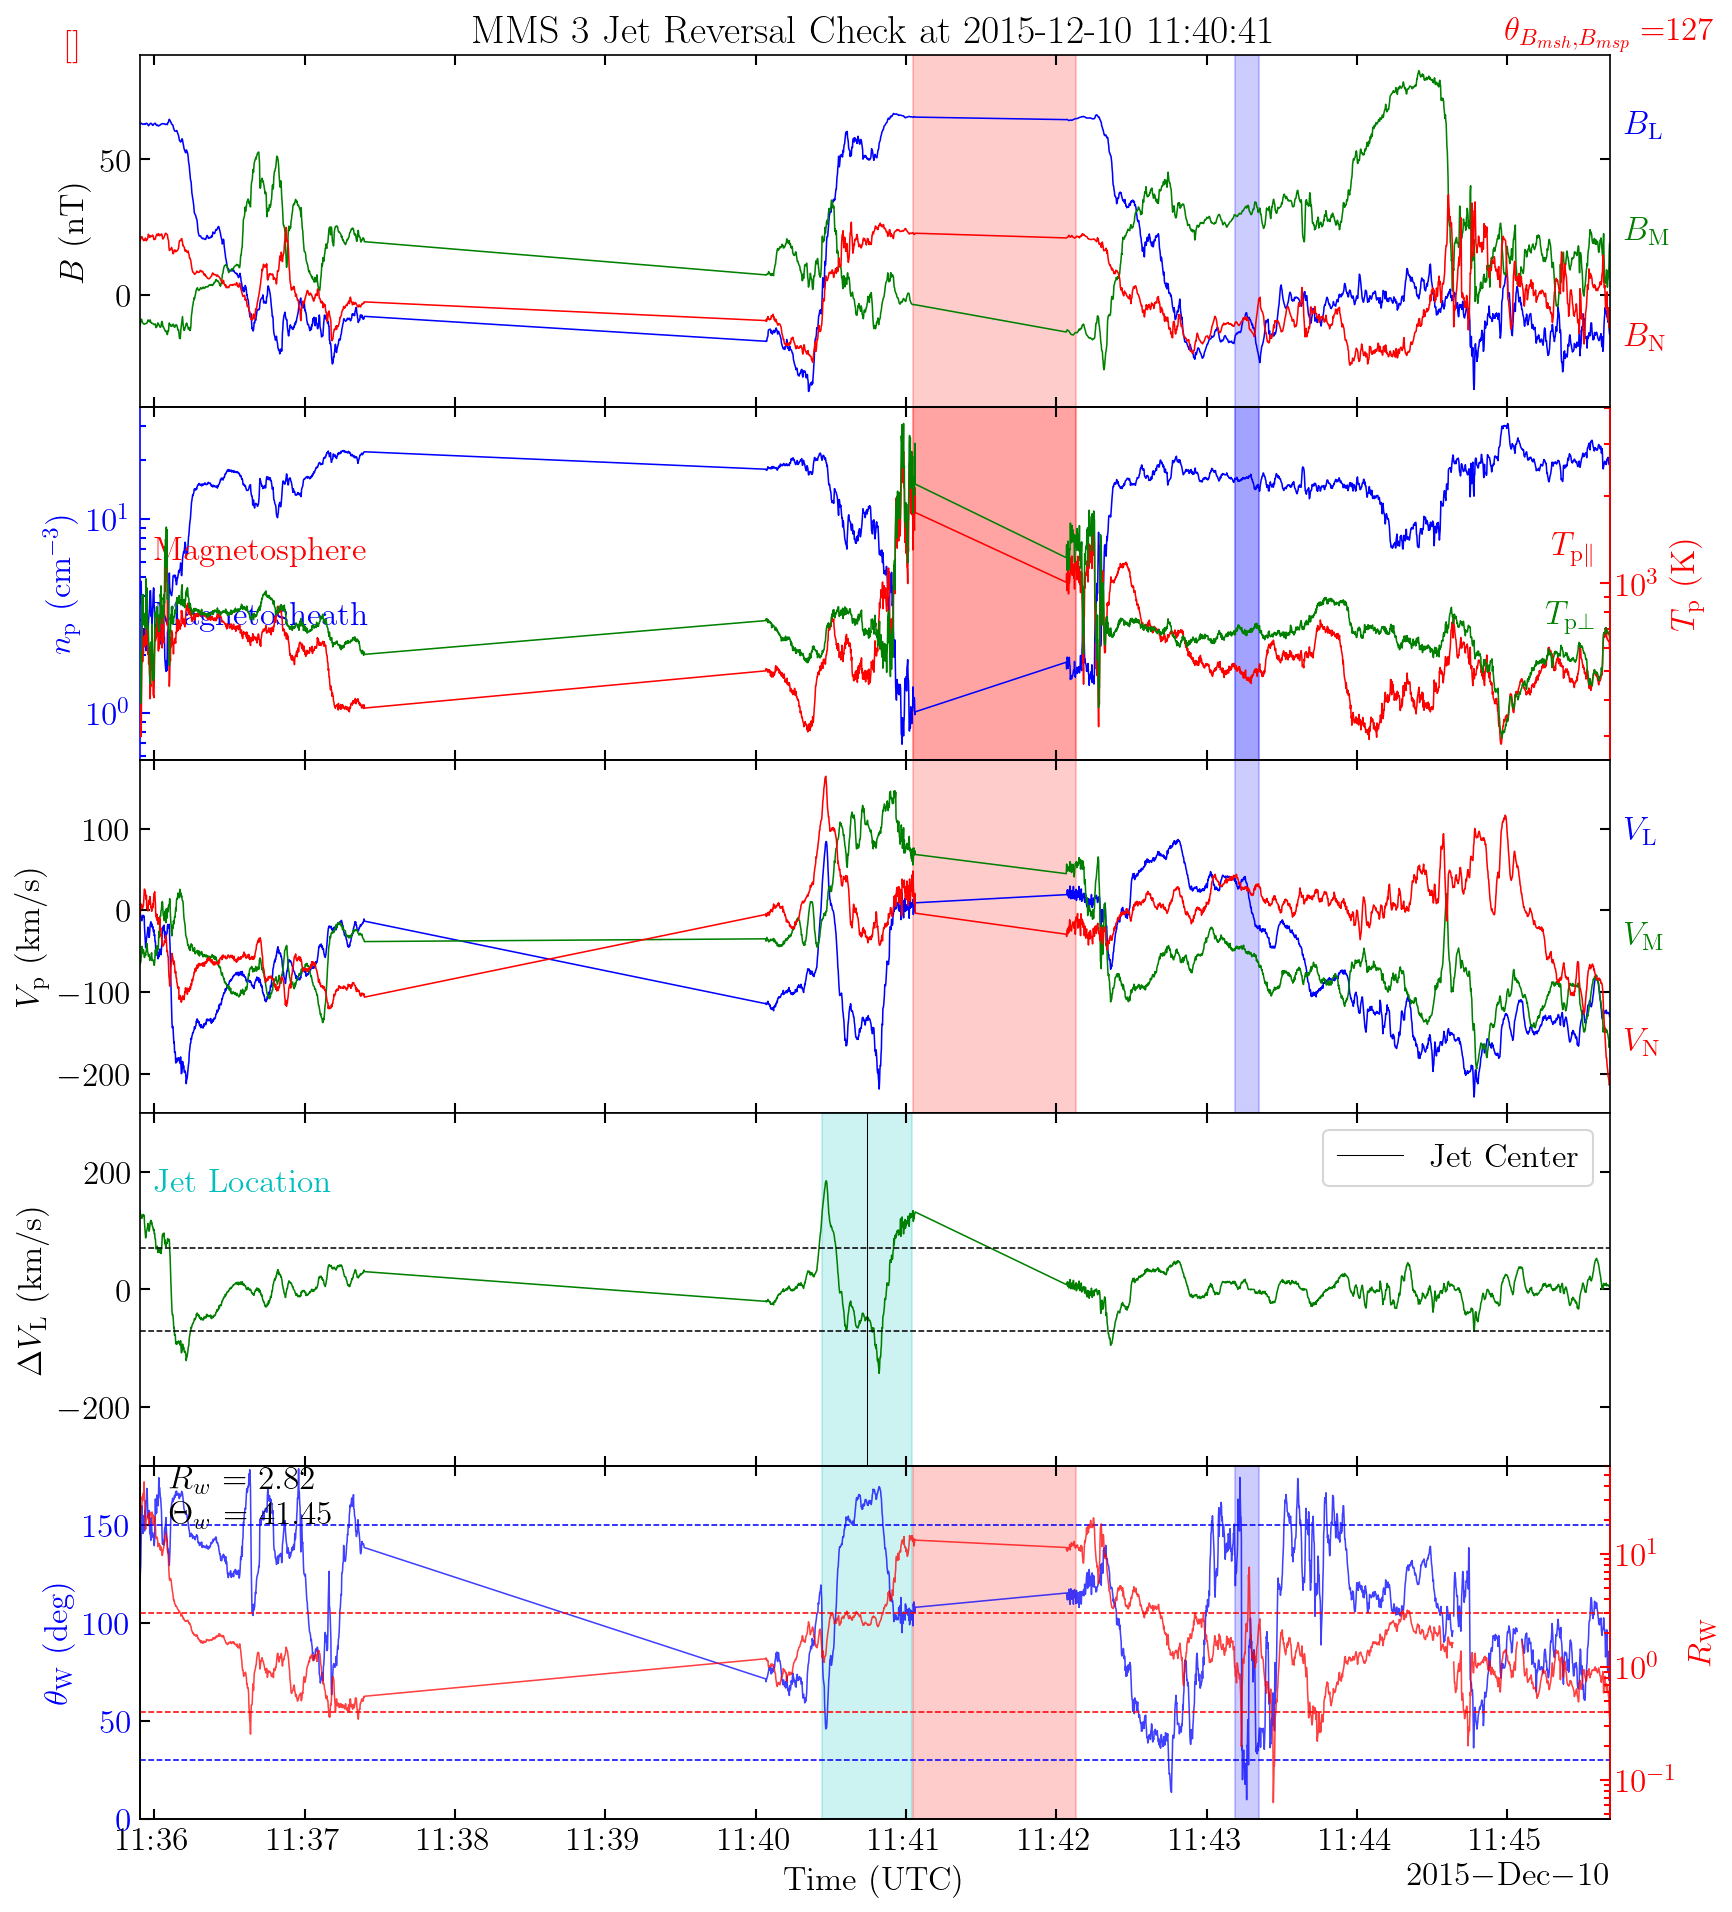 MMS 3 Jet Reversal Check at 2015-12-10 11:40:41
θ_{B_{msh},B_{msp}} =127
[]
B (nT)
50
0
B_L
B_M
B_N
n_p (cm^{−3})
10^1
10^0
Magnetosphere
Magnetosheath
T_{p∥}
T_{p⊥}
10^3
T_p (K)
V_p (km/s)
100
0
−100
−200
V_L
V_M
V_N
ΔV_L (km/s)
200
0
−200
Jet Location
Jet Center
R_w = 2.82
Θ_w = 41.45
θ_W (deg)
150
100
50
0
10^1
10^0
10^{−1}
R_W
11:36 11:37 11:38 11:39 11:40 11:41 11:42 11:43 11:44 11:45
Time (UTC)
2015−Dec−10